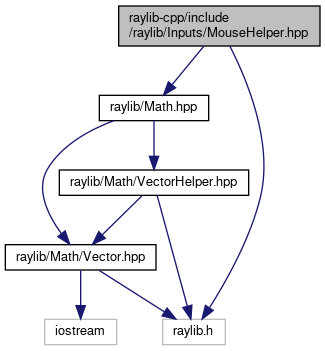 raylib-cpp/include
/raylib/Inputs/MouseHelper.hpp
raylib/Math.hpp
raylib/Math/VectorHelper.hpp
raylib/Math/Vector.hpp
iostream
raylib.h